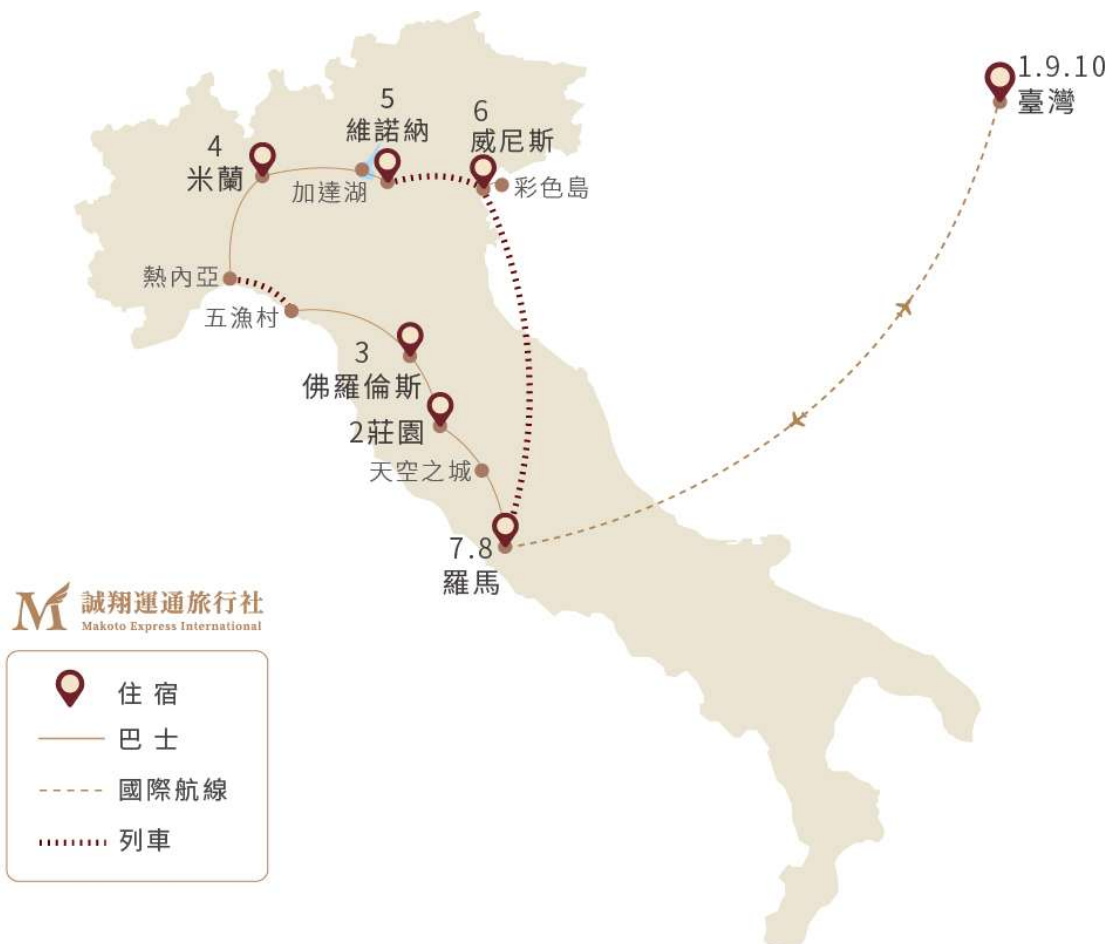 1.9.10
臺灣
5
維諾納
6
威尼斯
4
米蘭
加達湖
彩色島
熱內亞
五漁村
3
佛羅倫斯
2莊園
天空之城
7.8
羅馬
M 誠翔運通旅行社
Makoto Express International
住宿
巴士
國際航線
列車